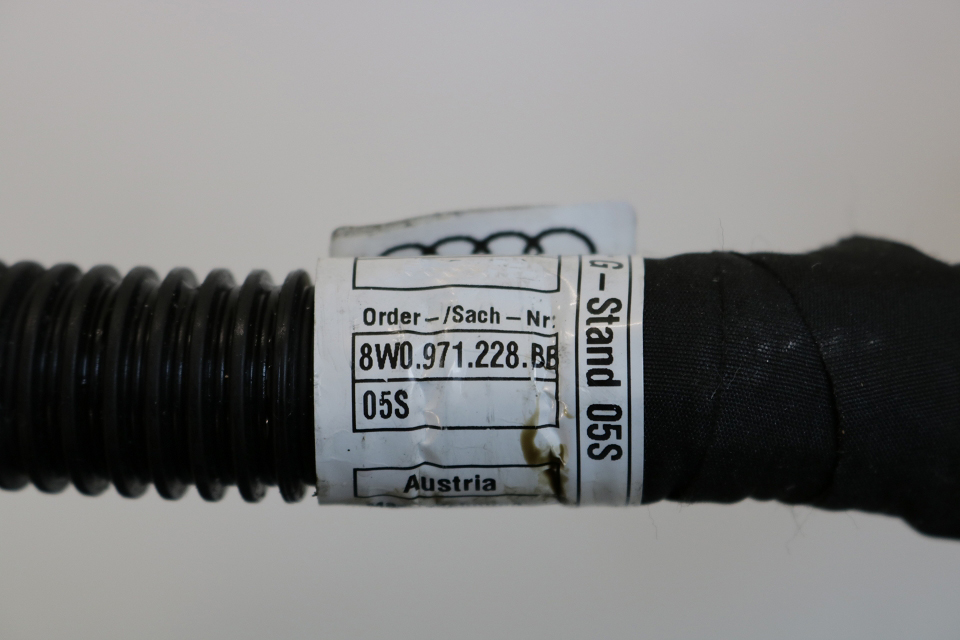 Order-/Sach-Nr:
8W0.971.228.BB
05S
Austria
G-Stand 05S